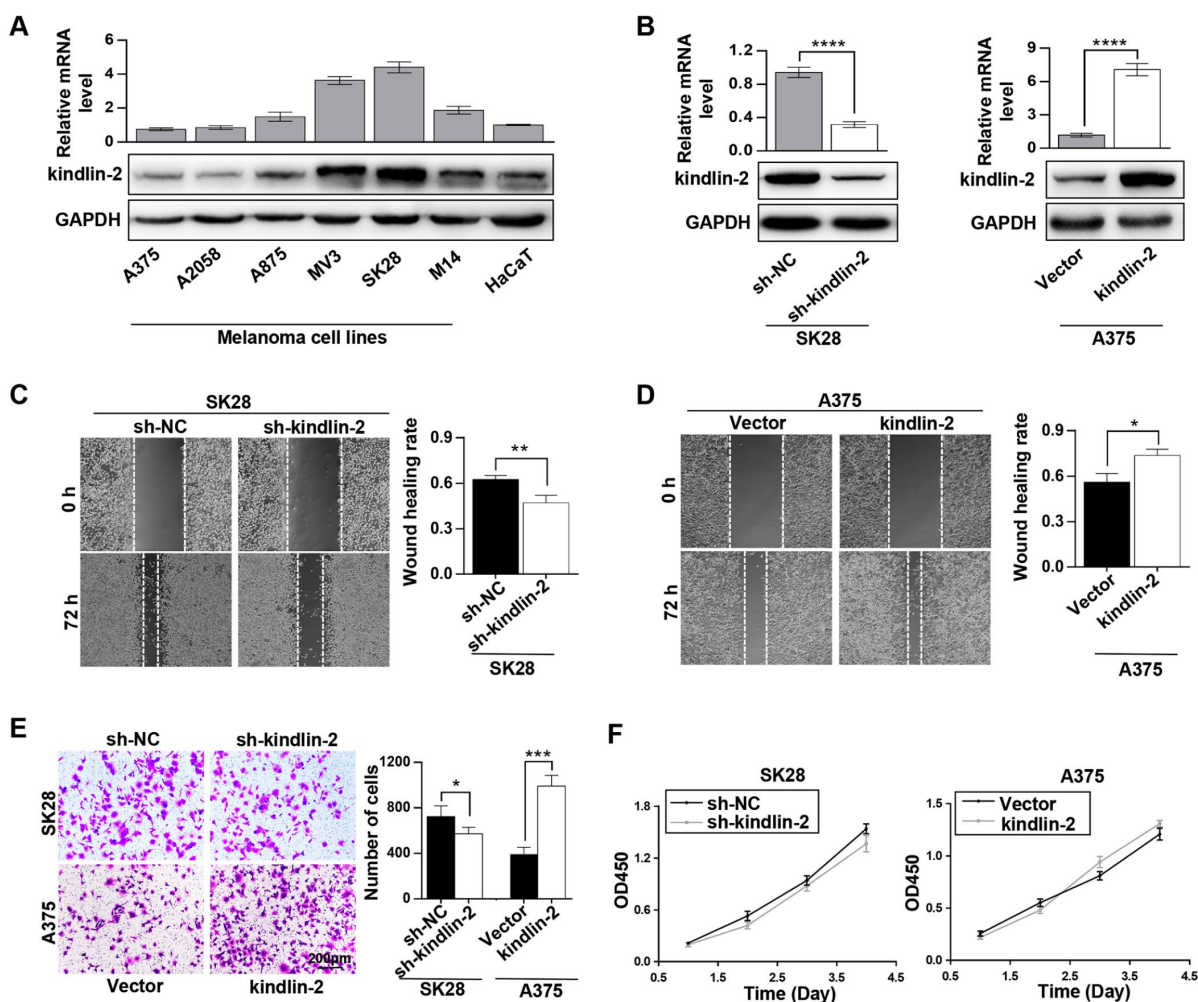 A
Relative mRNA
level
6
4
2
0
kindlin-2
GAPDH
A375
A2058
A875
MV3
SK28
M14
HaCaT
Melanoma cell lines
B
Relative mRNA
level
1.2
0.8
0.4
0.0
****
kindlin-2
GAPDH
sh-NC
sh-kindlin-2
SK28
Relative mRNA
level
9
6
3
0
****
kindlin-2
GAPDH
Vector
kindlin-2
A375
C
SK28
sh-NC
sh-kindlin-2
0 h
72 h
Wound healing rate
0.9
0.6
0.3
0.0
**
sh-NC
sh-kindlin-2
SK28
D
A375
Vector
kindlin-2
0 h
72 h
Wound healing rate
0.9
0.6
0.3
0.0
*
Vector
kindlin-2
A375
E
sh-NC
sh-kindlin-2
SK28
A375
200μm
Vector
kindlin-2
Number of cells
1200
800
400
0
*
***
sh-NC
sh-kindlin-2
Vector
kindlin-2
SK28
A375
F
SK28
sh-NC
sh-kindlin-2
OD450
1.8
1.2
0.6
0.0
0.5 1.5 2.5 3.5 4.5
Time (Day)
A375
Vector
kindlin-2
OD450
1.5
1.0
0.5
0.0
0.5 1.5 2.5 3.5 4.5
Time (Day)